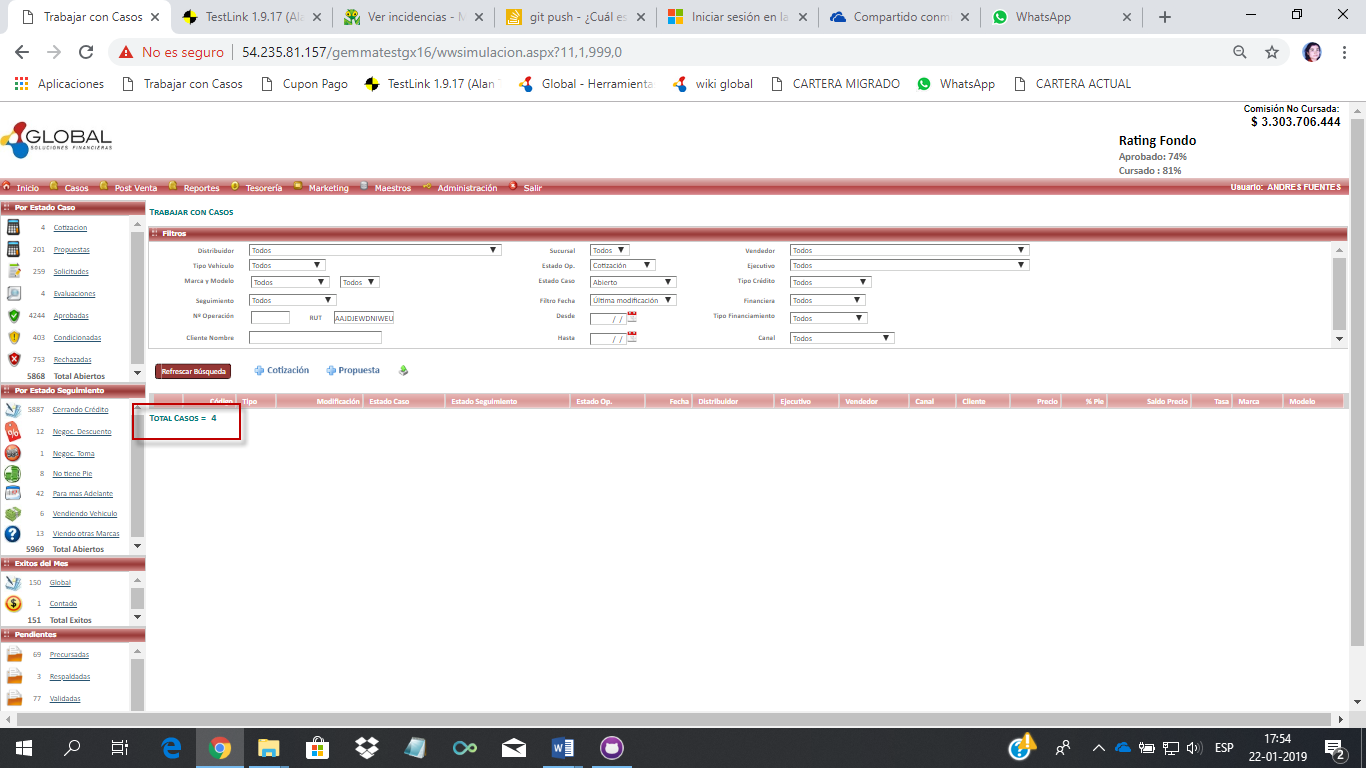 Trabajar con Casos
TestLink 1.9.17 (Ala
Ver incidencias - M
git push - ¿Cuál es
Iniciar sesión en la
Compartido conm
WhatsApp
No es seguro | 54.235.81.157/gemmatestgx16/wwsimulacion.aspx?11,1,999,0
Aplicaciones Trabajar con Casos Cupon Pago TestLink 1.9.17 (Alan Global - Herramienta wiki global CARTERA MIGRADO WhatsApp CARTERA ACTUAL
GLOBAL
SOLUCIONES FINANCIERAS
Comisión No Cursada:
$ 3.303.706.444
Rating Fondo
Aprobado: 74%
Cursado : 81%
Inicio Casos Post Venta Reportes Tesorería Marketing Maestros Administración Salir Usuario: ANDRES FUENTES
Por Estado Caso
4 Cotizacion
201 Propuestas
259 Solicitudes
4 Evaluaciones
4244 Aprobadas
403 Condicionadas
753 Rechazadas
5868 Total Abiertos
Por Estado Seguimiento
5887 Cerrando Crédito
12 Negoc. Descuento
1 Negoc. Toma
8 No tiene Pie
42 Para mas Adelante
6 Vendiendo Vehiculo
13 Viendo otras Marcas
5969 Total Abiertos
Exitos del Mes
150 Global
1 Contado
151 Total Exitos
Pendientes
69 Precursadas
3 Respaldadas
77 Validadas
Trabajar con Casos
Filtros
Distribuidor Todos Sucursal Todos Vendedor Todos
Tipo Vehículo Todos Estado Op. Cotización Ejecutivo Todos
Marca y Modelo Todos Todos Estado Caso Abierto Tipo Crédito Todos
Seguimiento Todos Filtro Fecha Última modificación Financiera Todos
Nº Operación RUT AAJDJEWDNIWEU Desde / / Tipo Financiamiento Todos
Cliente Nombre Hasta / / Canal Todos
Refrescar Búsqueda Cotización Propuesta
Código Tipo Modificación Estado Caso Estado Seguimiento Estado Op. Fecha Distribuidor Ejecutivo Vendedor Canal Cliente Precio % Pie Saldo Precio Tasa Marca Modelo
Total Casos = 4
ESP
17:54
22-01-2019
2